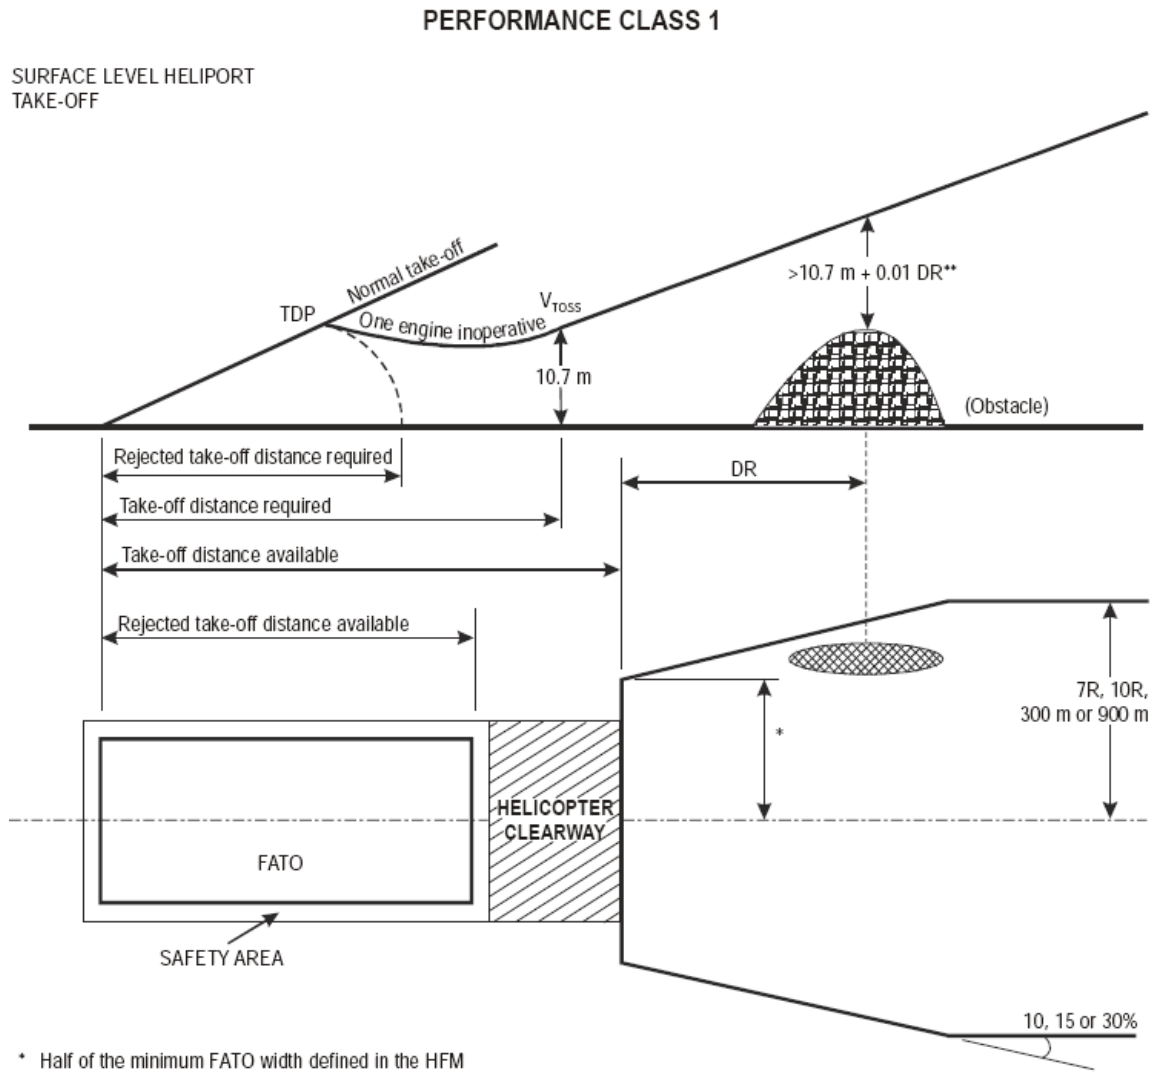 PERFORMANCE CLASS 1
SURFACE LEVEL HELIPORT
TAKE-OFF
Normal take-off
TDP
One engine inoperative
VTOSS
>10.7 m + 0.01 DR**
10.7 m
(Obstacle)
Rejected take-off distance required
DR
Take-off distance required
Take-off distance available
Rejected take-off distance available
7R, 10R,
300 m or 900 m
*
HELICOPTER
CLEARWAY
FATO
SAFETY AREA
10, 15 or 30%
* Half of the minimum FATO width defined in the HFM